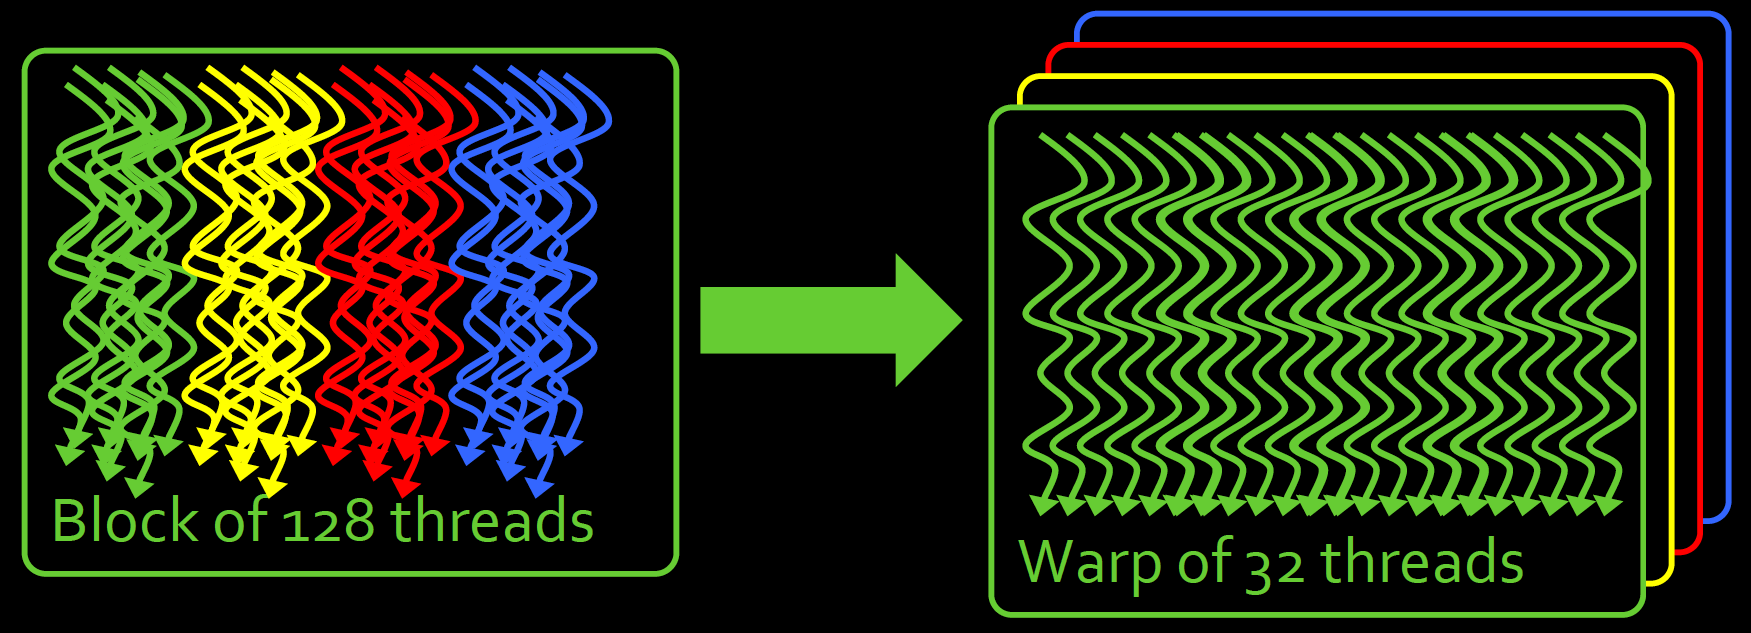 Block of 128 threads
Warp of 32 threads